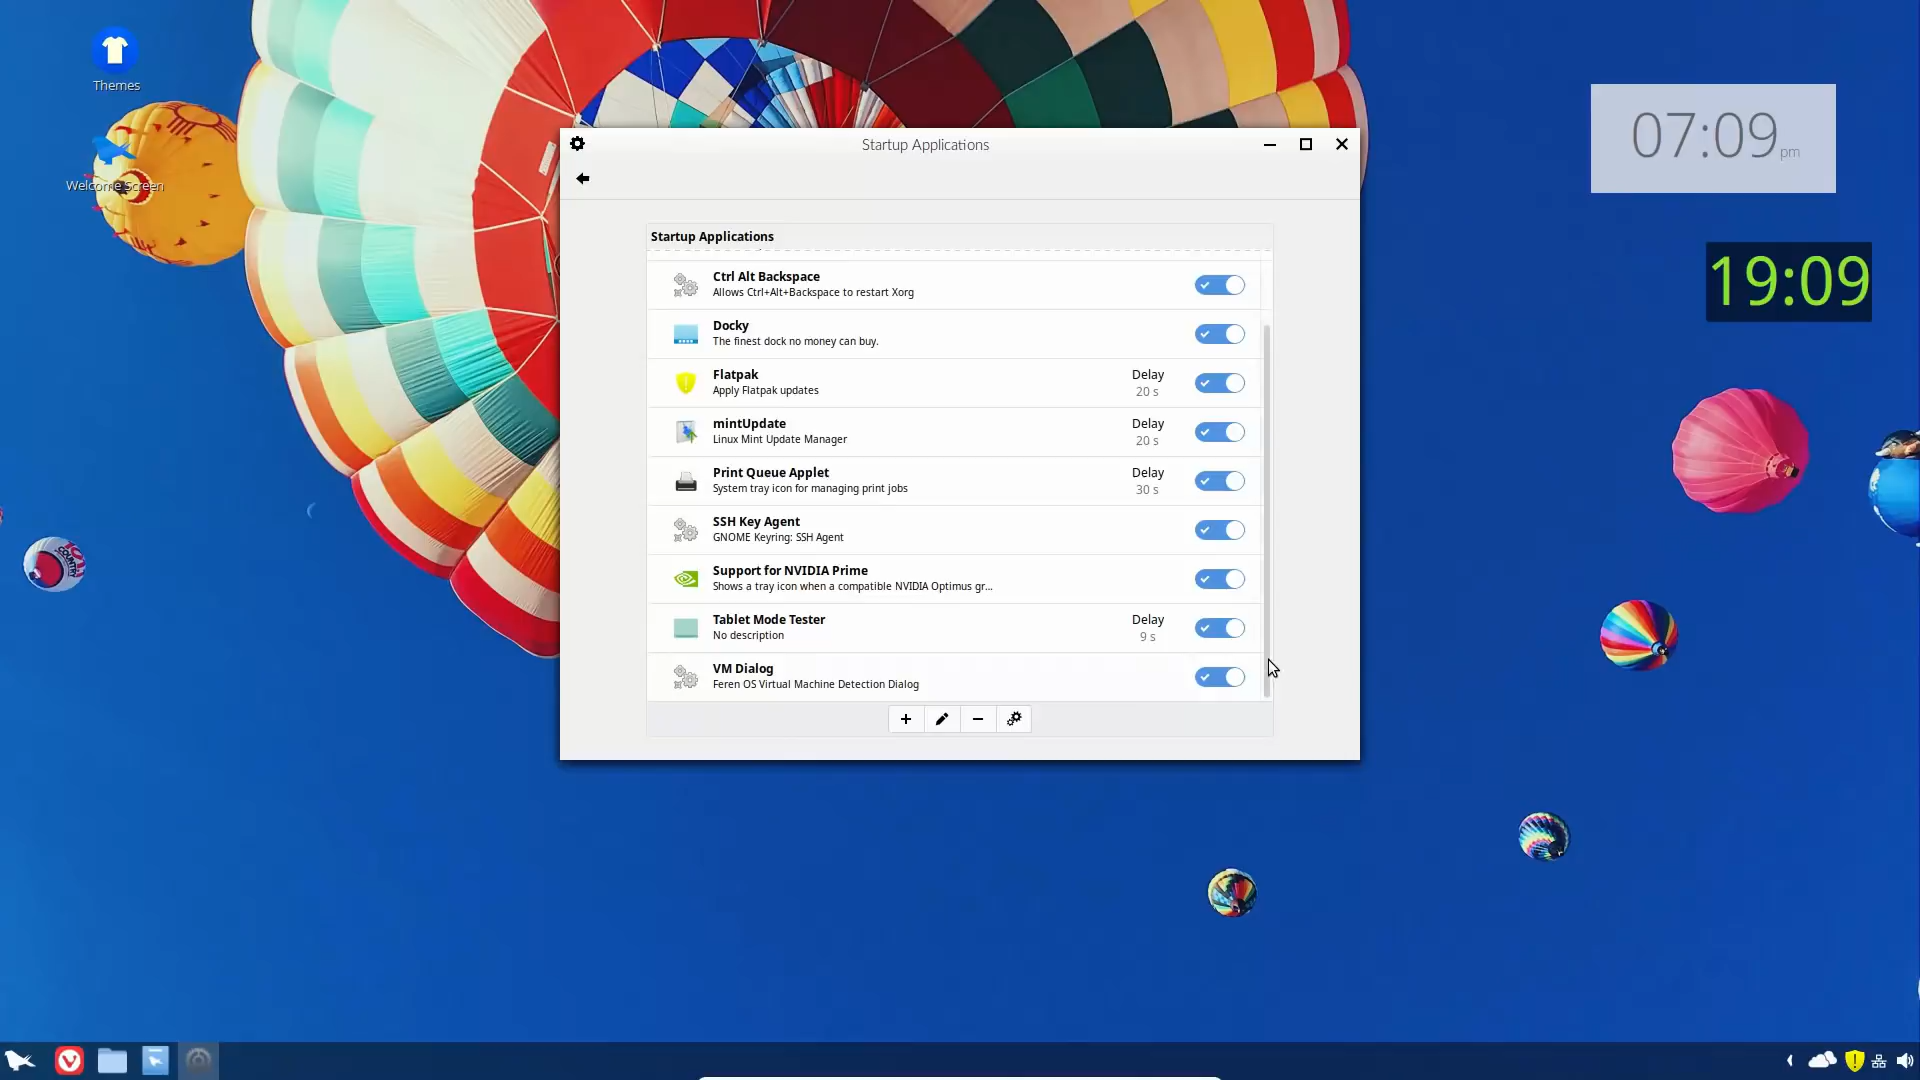 Themes
Welcome Screen
Startup Applications
07:09 pm
19:09
Startup Applications
Ctrl Alt Backspace
Allows Ctrl+Alt+Backspace to restart Xorg
Docky
The finest dock no money can buy.
Flatpak
Apply Flatpak updates
Delay
20 s
mintUpdate
Linux Mint Update Manager
Delay
20 s
Print Queue Applet
System tray icon for managing print jobs
Delay
30 s
SSH Key Agent
GNOME Keyring: SSH Agent
Support for NVIDIA Prime
Shows a tray icon when a compatible NVIDIA Optimus gr...
Tablet Mode Tester
No description
Delay
9 s
VM Dialog
Feren OS Virtual Machine Detection Dialog